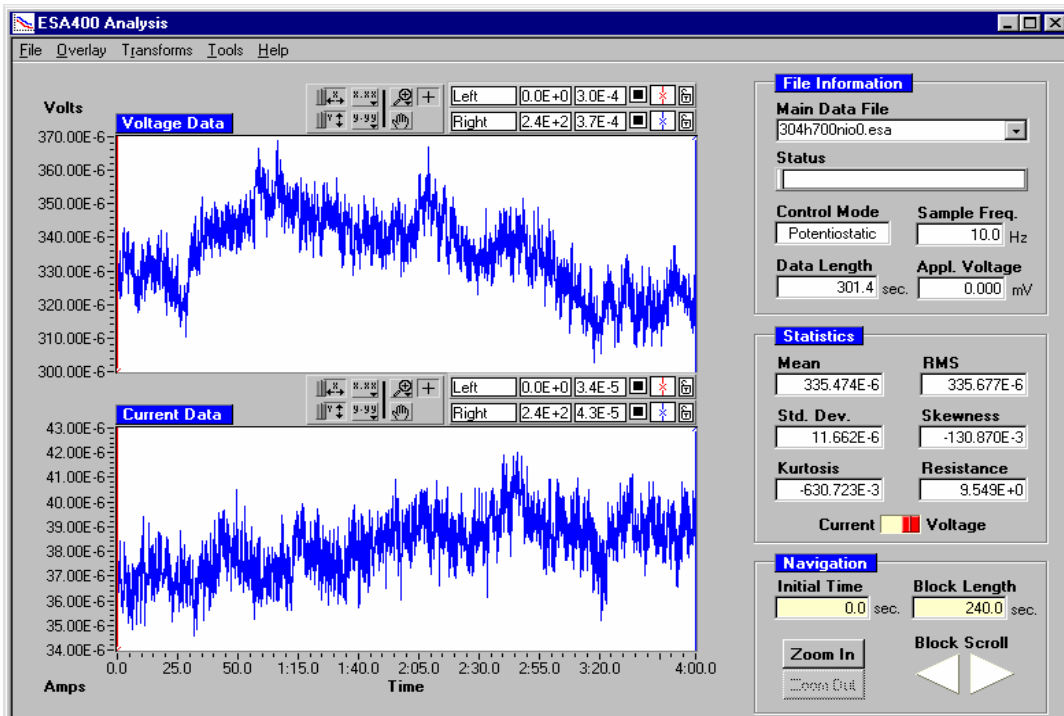 ESA400 Analysis
File Overlay Transforms Tools Help
Volts
Voltage Data
x.xx
y.yy
Left 0.0E+0 3.0E-4
Right 2.4E+2 3.7E-4
370.00E-6
360.00E-6
350.00E-6
340.00E-6
330.00E-6
320.00E-6
310.00E-6
300.00E-6
Current Data
x.xx
y.yy
Left 0.0E+0 3.4E-5
Right 2.4E+2 4.3E-5
43.00E-6
42.00E-6
41.00E-6
40.00E-6
39.00E-6
38.00E-6
37.00E-6
36.00E-6
35.00E-6
34.00E-6
0.0 25.0 50.0 1:15.0 1:40.0 2:05.0 2:30.0 2:55.0 3:20.0 4:00.0
Amps
Time
File Information
Main Data File
304h700nio0.esa
Status
Control Mode Sample Freq.
Potentiostatic 10.0 Hz
Data Length Appl. Voltage
301.4 sec. 0.000 mV
Statistics
Mean RMS
335.474E-6 335.677E-6
Std. Dev. Skewness
11.662E-6 -130.870E-3
Kurtosis Resistance
-630.723E-3 9.549E+0
Current Voltage
Navigation
Initial Time Block Length
0.0 sec. 240.0 sec.
Zoom In
Block Scroll
Zoom Out